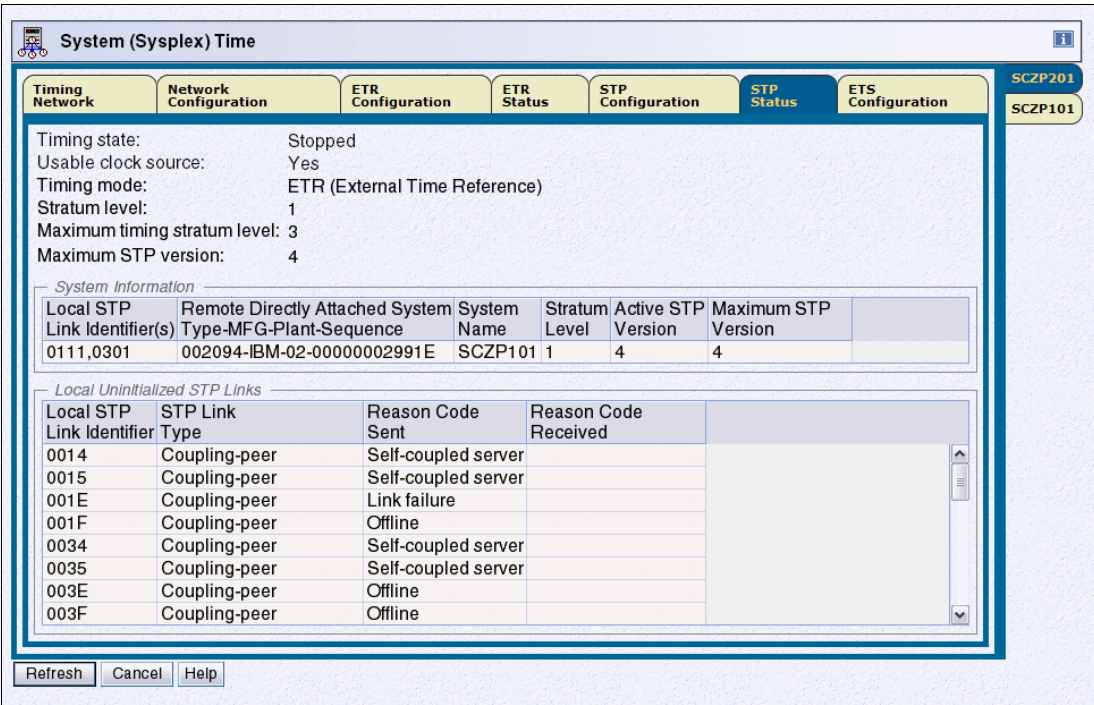 System (Sysplex) Time
i
SCZP201
SCZP101
Timing Network
Network Configuration
ETR Configuration
ETR Status
STP Configuration
STP Status
ETS Configuration
Timing state: Stopped
Usable clock source: Yes
Timing mode: ETR (External Time Reference)
Stratum level: 1
Maximum timing stratum level: 3
Maximum STP version: 4
System Information
Local STP Remote Directly Attached System System Stratum Active STP Maximum STP
Link Identifier(s) Type-MFG-Plant-Sequence Name Level Version Version
0111,0301 002094-IBM-02-00000002991E SCZP101 1 4 4
Local Uninitialized STP Links
Local STP STP Link Reason Code Reason Code
Link Identifier Type Sent Received
0014 Coupling-peer Self-coupled server
0015 Coupling-peer Self-coupled server
001E Coupling-peer Link failure
001F Coupling-peer Offline
0034 Coupling-peer Self-coupled server
0035 Coupling-peer Self-coupled server
003E Coupling-peer Offline
003F Coupling-peer Offline
Refresh Cancel Help